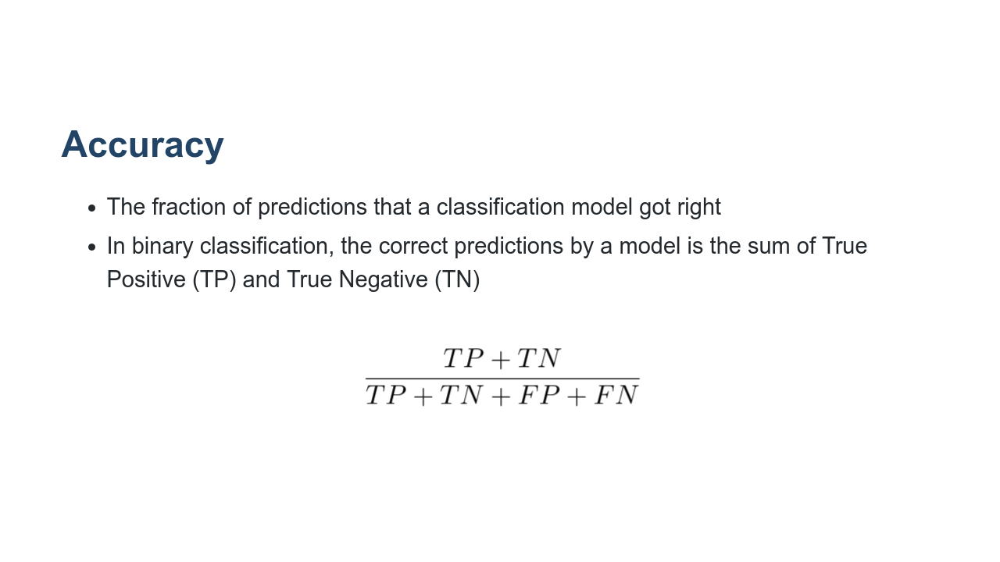 Accuracy
• The fraction of predictions that a classification model got right
• In binary classification, the correct predictions by a model is the sum of True
Positive (TP) and True Negative (TN)
TP + TN
TP + TN + FP + FN